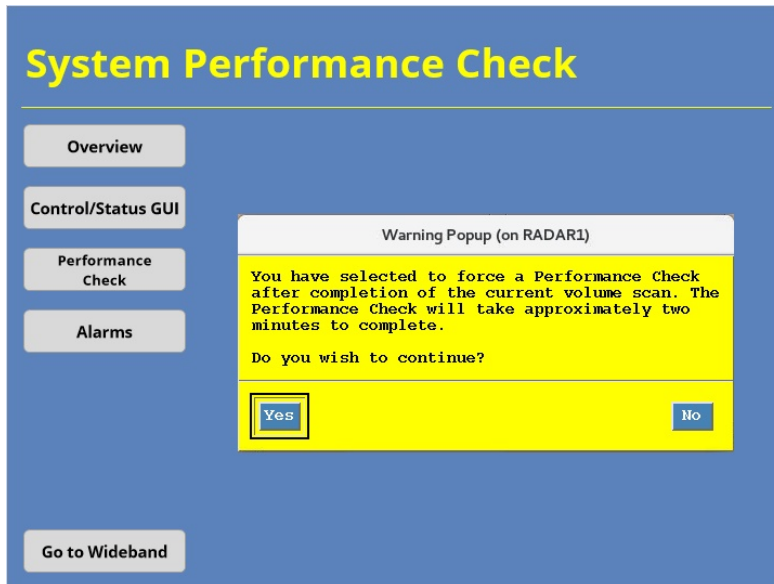 System Performance Check
Overview
Control/Status GUI
Performance
Check
Alarms
Go to Wideband
Warning Popup (on RADAR1)
You have selected to force a Performance Check
after completion of the current volume scan. The
Performance Check will take approximately two
minutes to complete.
Do you wish to continue?
Yes
No